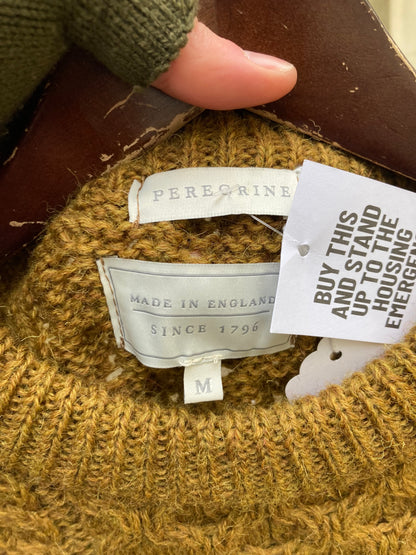 PEREGRINE
BUY THIS
AND STAND
UP TO THE
HOUSING
MADE IN ENGLAND
SINCE 1796
M